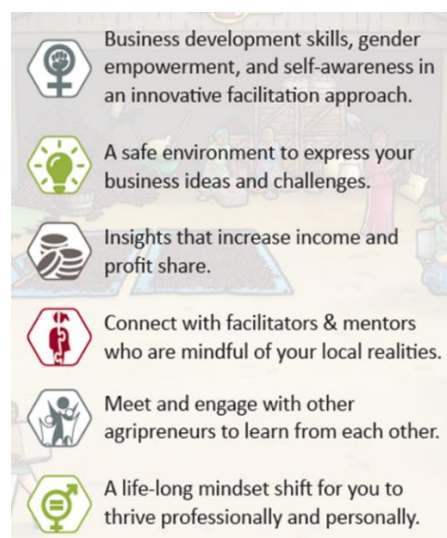 Business development skills, gender
empowerment, and self-awareness in
an innovative facilitation approach.
A safe environment to express your
business ideas and challenges.
Insights that increase income and
profit share.
Connect with facilitators & mentors
who are mindful of your local realities.
Meet and engage with other
agripreneurs to learn from each other.
A life-long mindset shift for you to
thrive professionally and personally.